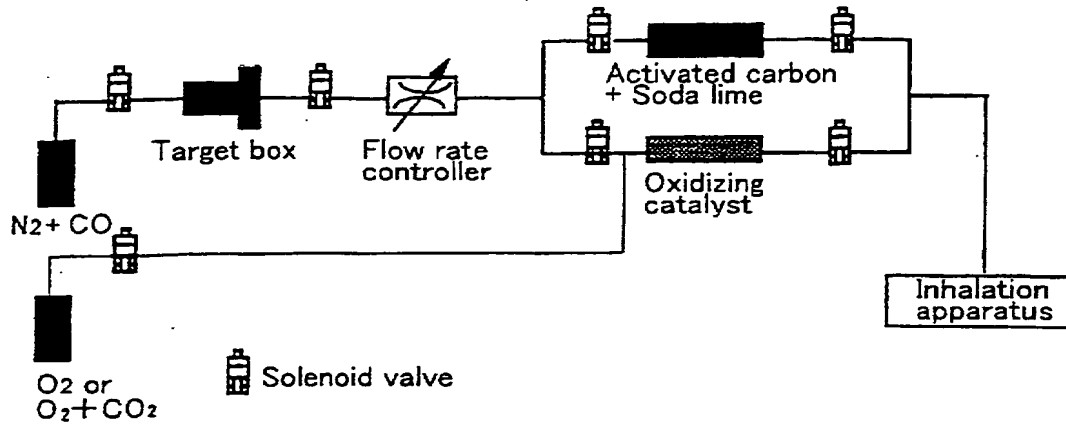 Activated carbon
+ Soda lime
Target box
Flow rate
controller
Oxidizing
catalyst
N2+ CO
Inhalation
apparatus
O2 or
O2+CO2
Solenoid valve